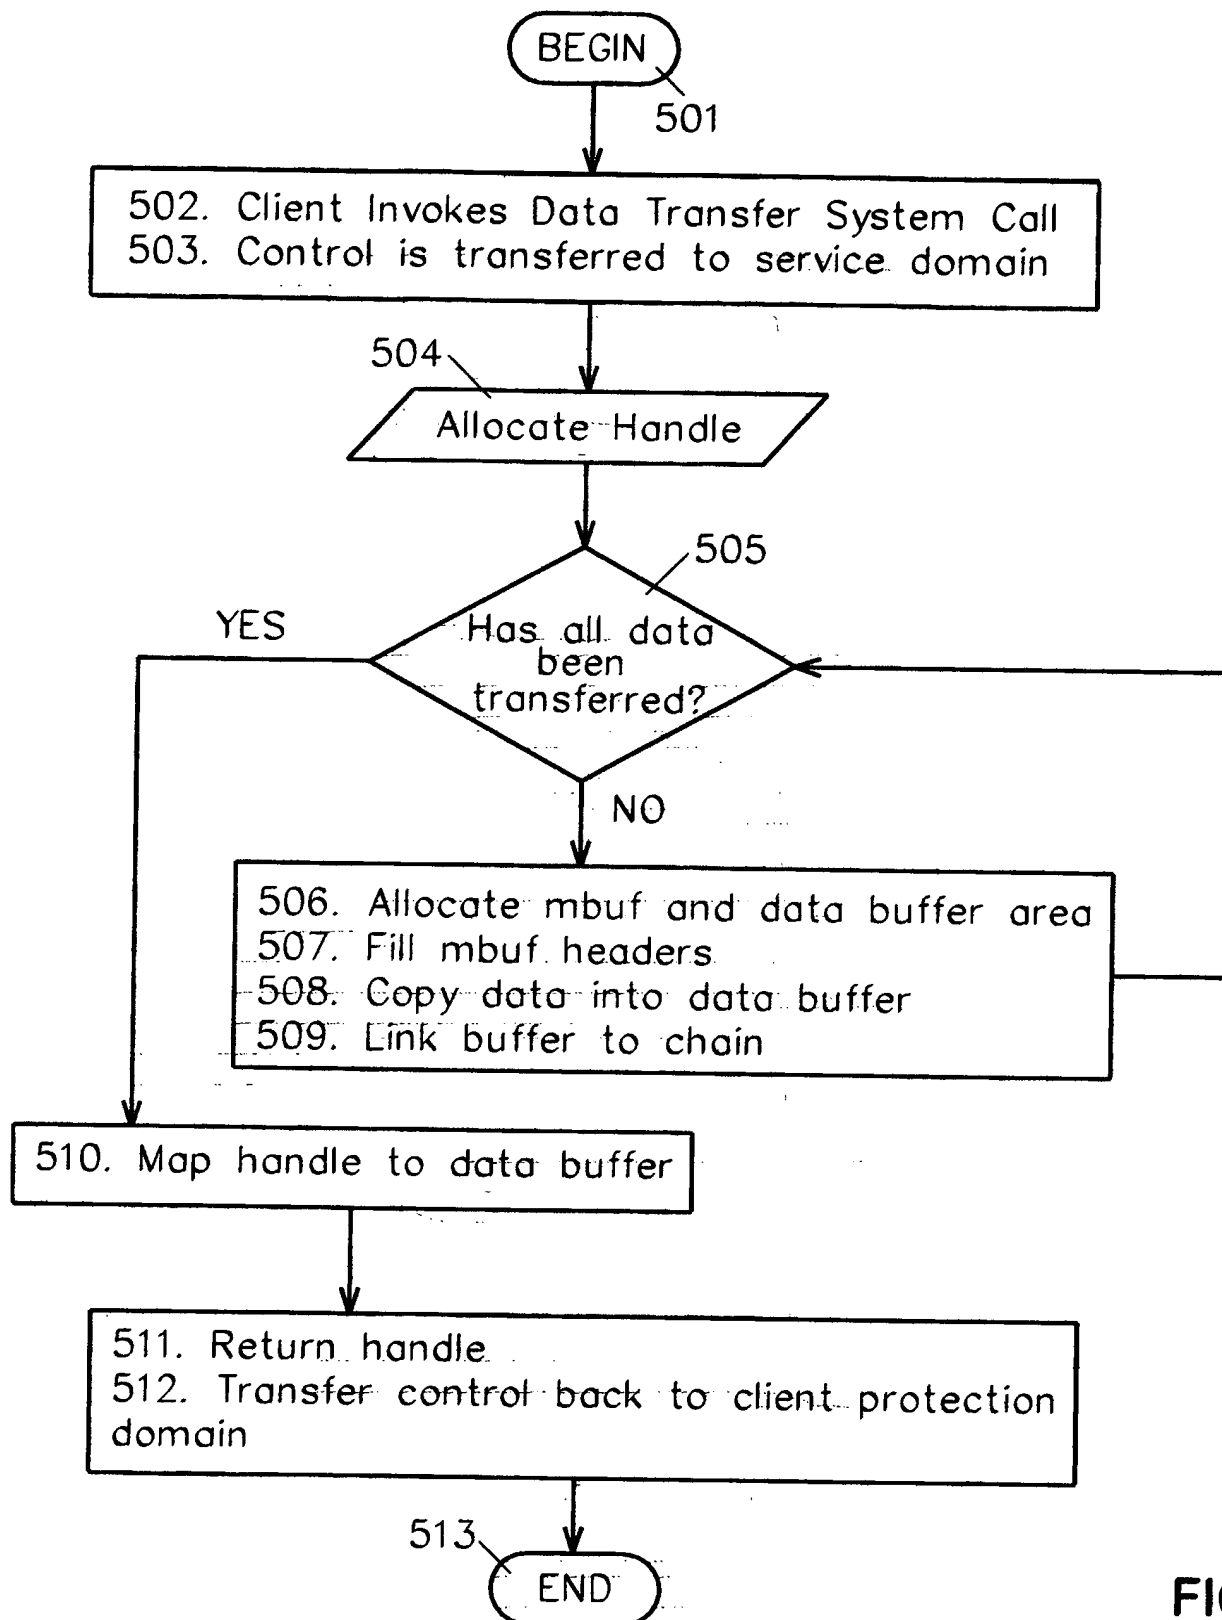 BEGIN
501
502. Client Invokes Data Transfer System Call
503. Control is transferred to service domain
504
Allocate Handle
505
YES
Has all data
been
transferred?
NO
506. Allocate mbuf and data buffer area
507. Fill mbuf headers
508. Copy data into data buffer
509. Link buffer to chain
510. Map handle to data buffer
511. Return handle
512. Transfer control back to client protection
domain
513
END